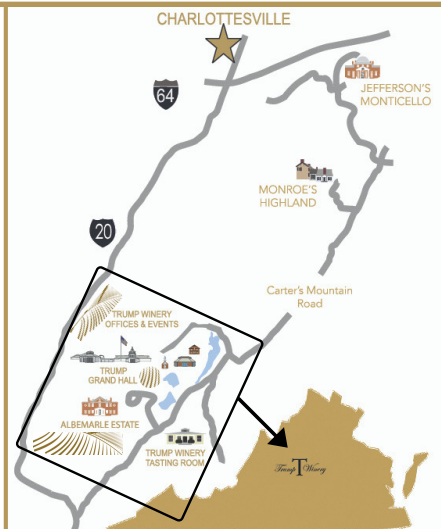 CHARLOTTESVILLE
64
JEFFERSON'S
MONTICELLO
MONROE'S
HIGHLAND
20
Carter's Mountain
Road
TRUMP WINERY
OFFICES & EVENTS
TRUMP
GRAND HALL
ALBEMARLE ESTATE
TRUMP WINERY
TASTING ROOM
Trump T Winery